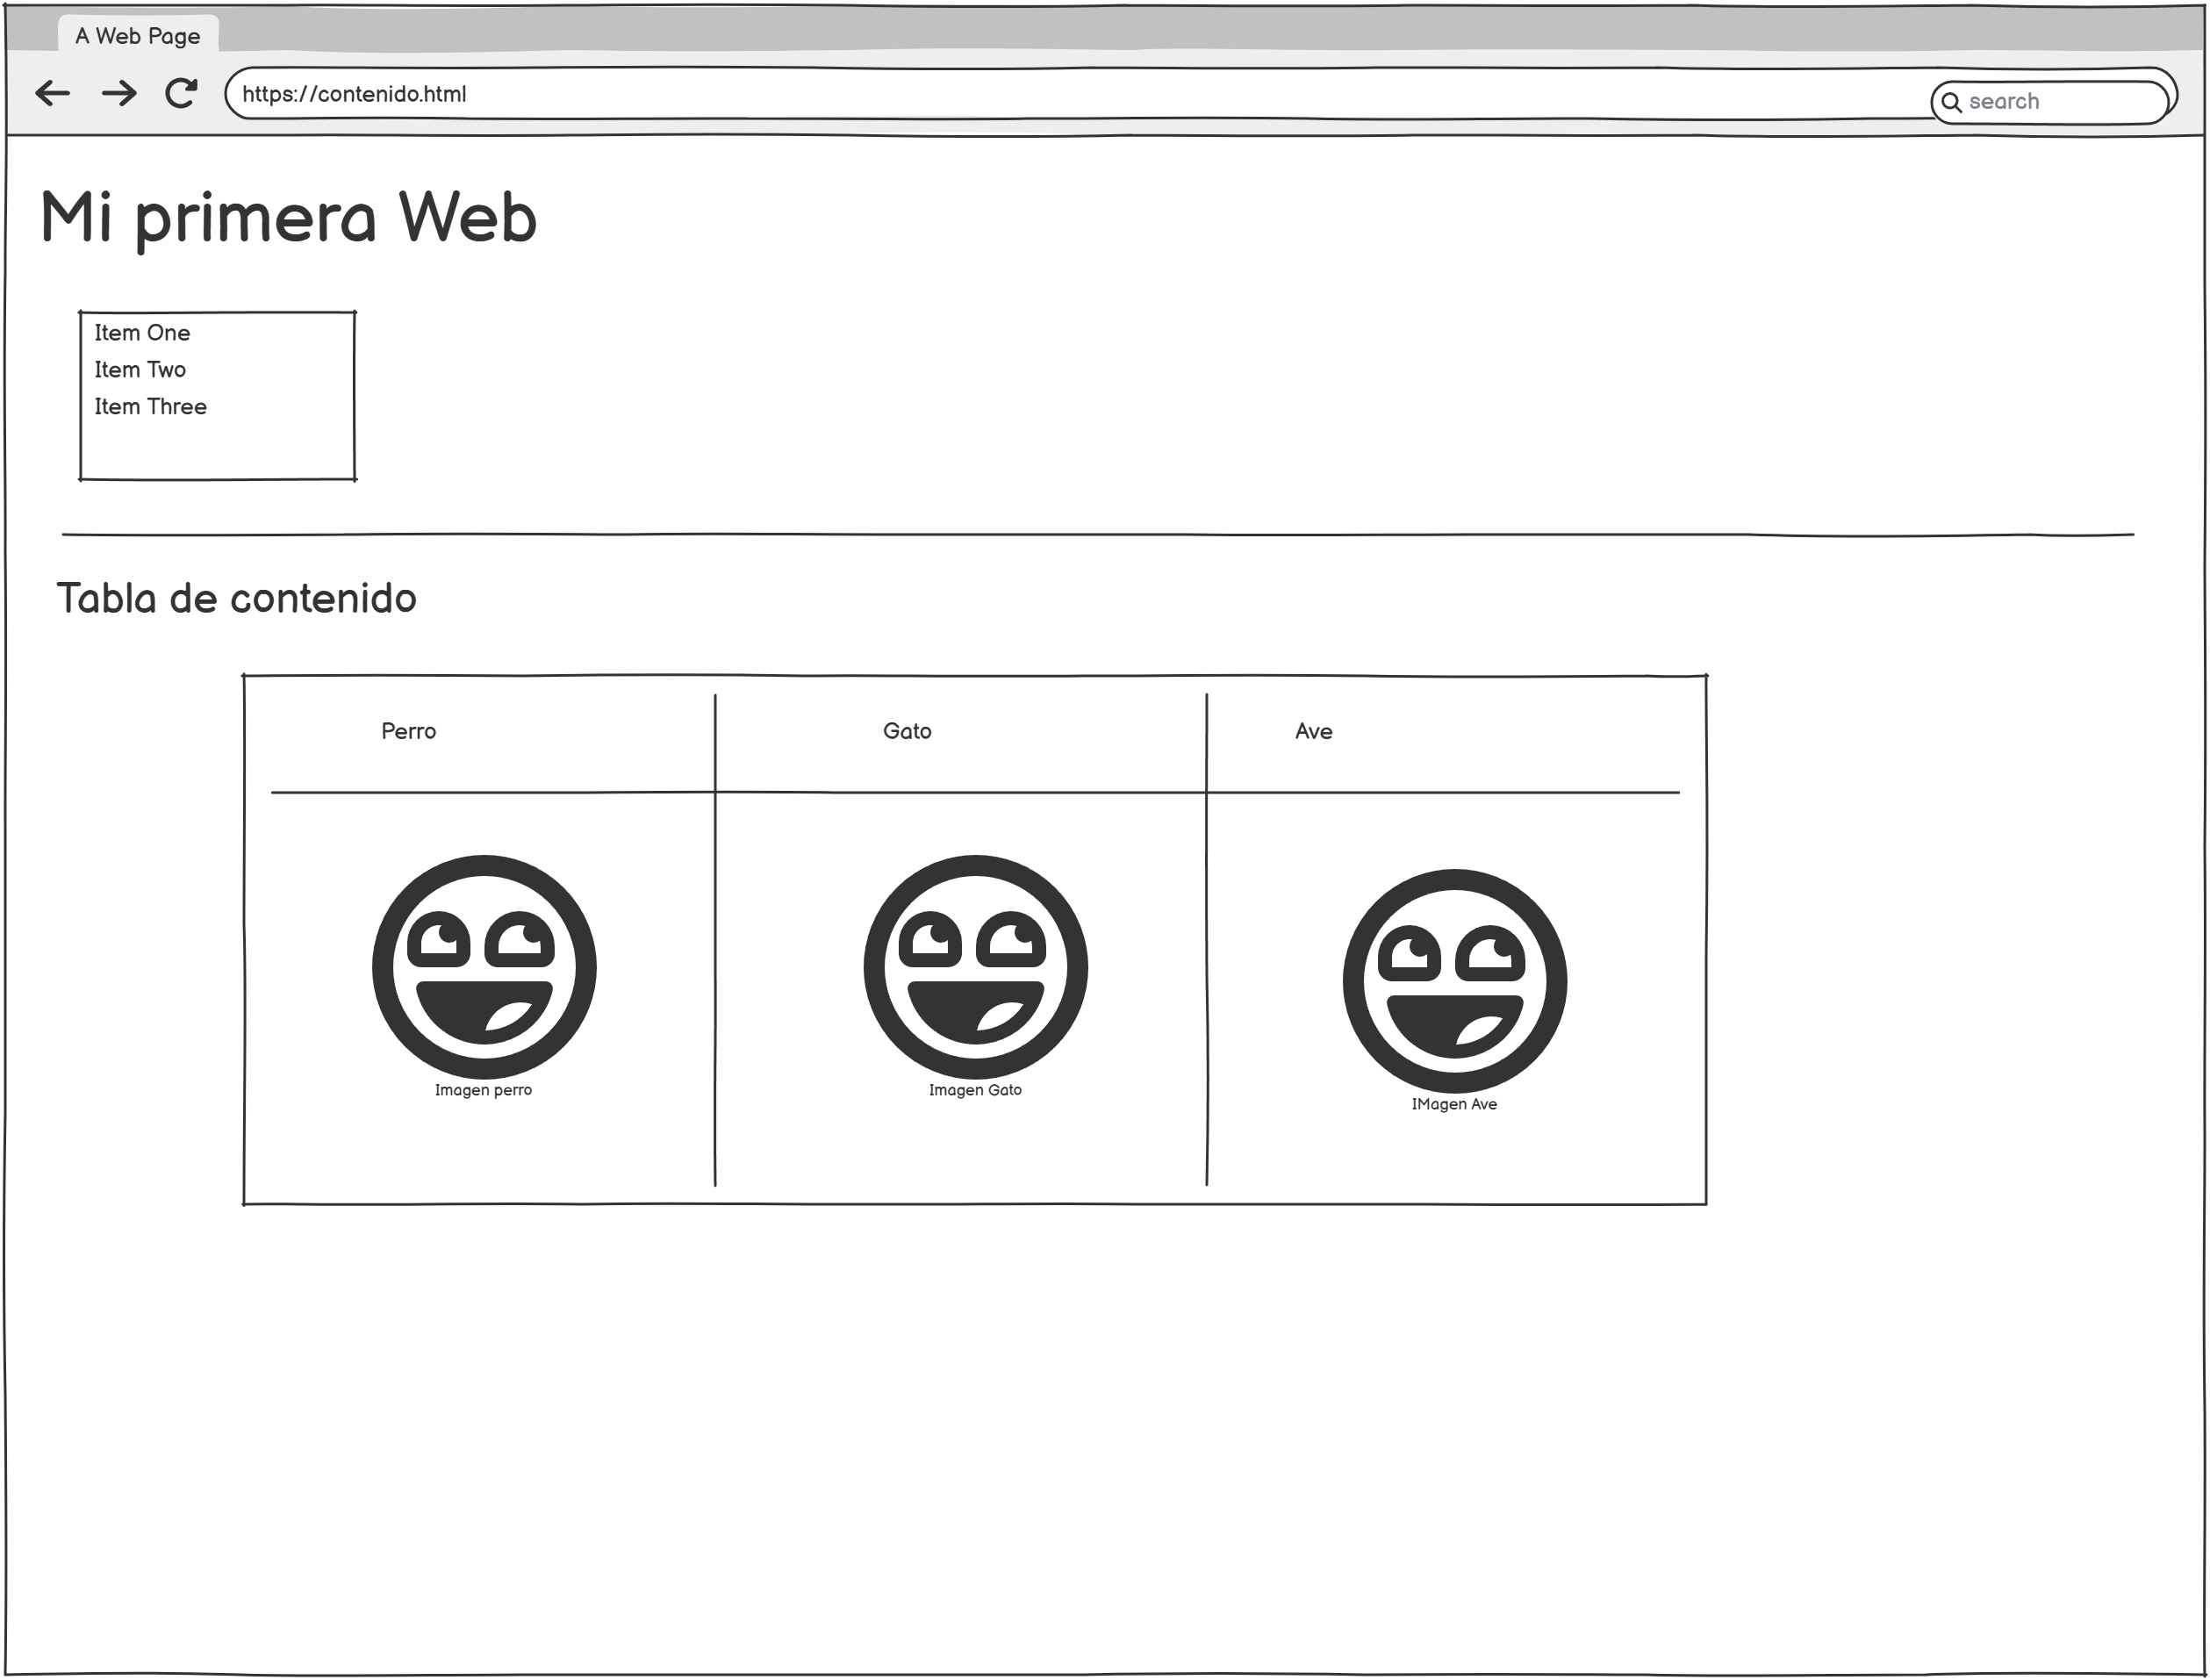 A Web Page
https://contenido.html
search
Mi primera Web
Item One
Item Two
Item Three
Tabla de contenido
Perro
Gato
Ave
Imagen perro
Imagen Gato
IMagen Ave